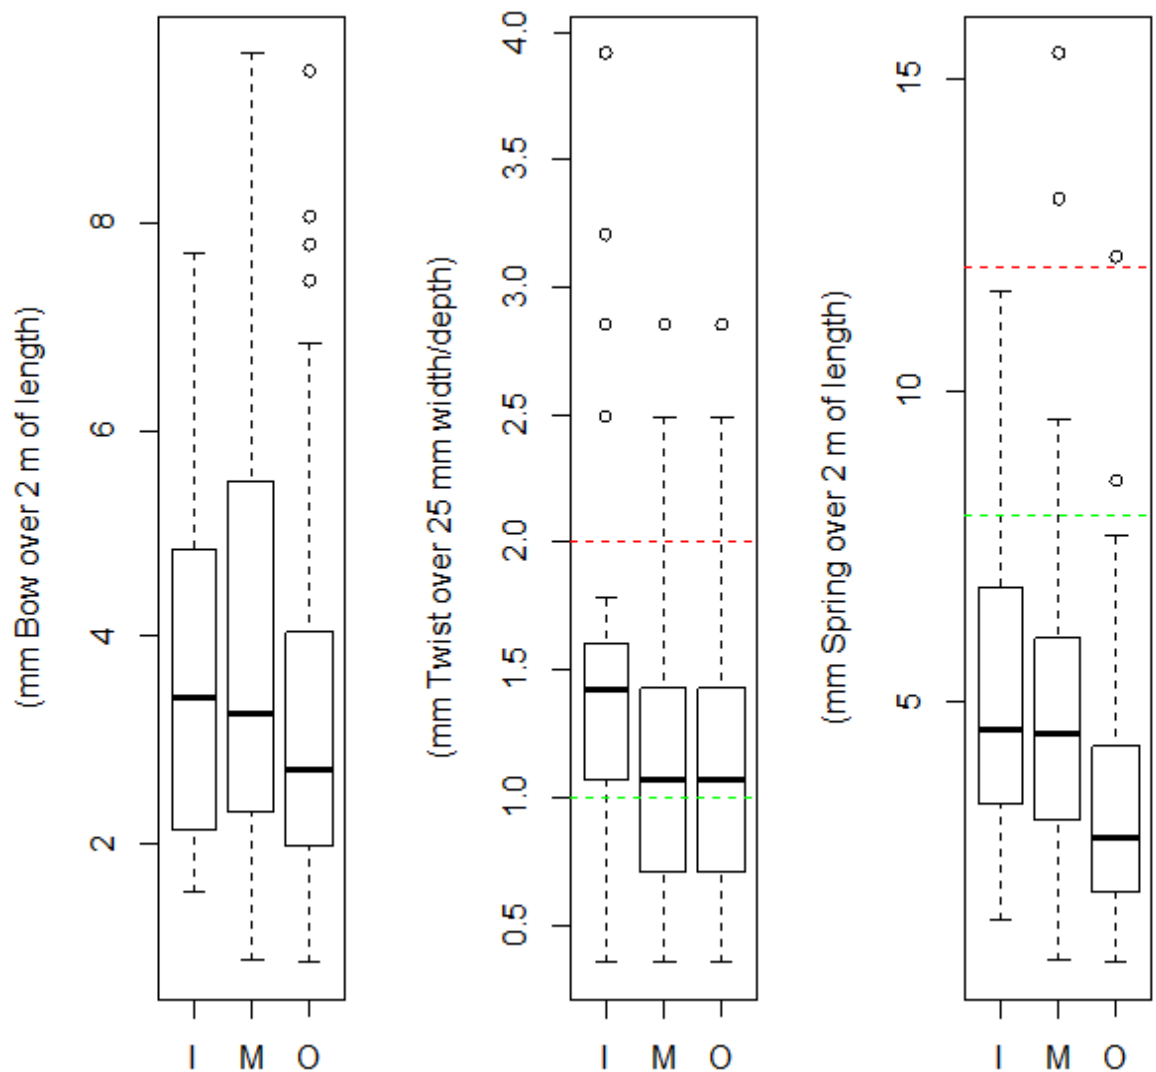 (mm Bow over 2 m of length)
8
6
4
2
I M O
(mm Twist over 25 mm width/depth)
4.0
3.5
3.0
2.5
2.0
1.5
1.0
0.5
I M O
(mm Spring over 2 m of length)
15
10
5
I M O